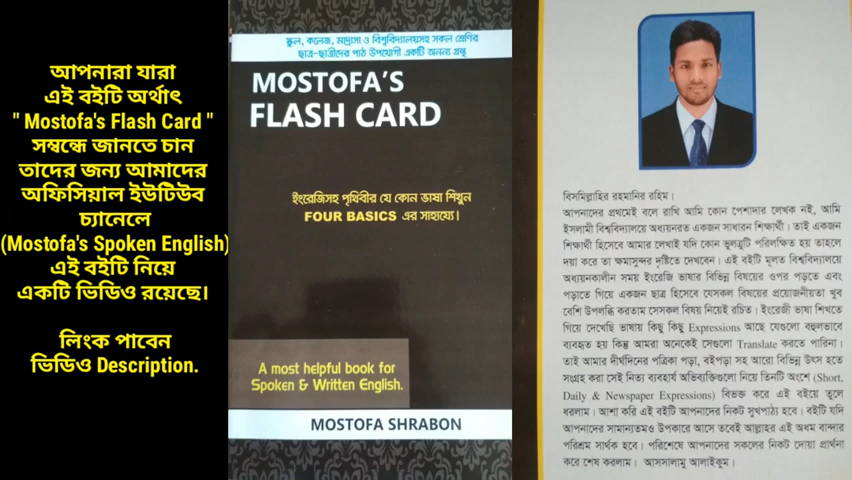 আপনারা যারা
এই বইটি অর্থাৎ
" Mostofa's Flash Card "
সম্বন্ধে জানতে চান
তাদের জন্য আমাদের
অফিসিয়াল ইউটিউব
চ্যানেলে
(Mostofa's Spoken English)
এই বইটি নিয়ে
একটি ভিডিও রয়েছে।
লিংক পাবেন
ভিডিও Description.
স্কুল, কলেজ, মাদ্রাসা ও বিশ্ববিদ্যালয়সহ সকল শ্রেণির
ছাত্র-ছাত্রীদের পাঠ উপযোগী একটি অনন্য গ্রন্থ
MOSTOFA'S
FLASH CARD
ইংরেজিসহ পৃথিবীর যে কোন ভাষা শিখুন
FOUR BASICS এর সাহায্যে।
A most helpful book for
Spoken & Written English.
MOSTOFA SHRABON
বিসমিল্লাহির রহমানির রহিম।
আপনাদের প্রথমেই বলে রাখি আমি কোন পেশাদার লেখক নই, আমি
ইসলামী বিশ্ববিদ্যালয়ে অধ্যয়নরত একজন সাধারন শিক্ষার্থী। তাই একজন
শিক্ষার্থী হিসেবে আমার লেখাই যদি কোন ভুলত্রুটি পরিলক্ষিত হয় তাহলে
দয়া করে তা ক্ষমাসুন্দর দৃষ্টিতে দেখবেন। এই বইটি মূলত বিশ্ববিদ্যালয়ে
অধ্যয়নকালীন সময় ইংরেজি ভাষার বিভিন্ন বিষয়ের ওপর পড়তে এবং
পড়াতে গিয়ে একজন ছাত্র হিসেবে যেসকল বিষয়ের প্রয়োজনীয়তা খুব
বেশি উপলব্ধি করতাম সেসকল বিষয় নিয়েই রচিত। ইংরেজী ভাষা শিখতে
গিয়ে দেখেছি ভাষায় কিছু কিছু Expressions আছে যেগুলো বহুলভাবে
ব্যবহৃত হয় কিন্তু আমরা অনেকেই সেগুলো Translate করতে পারিনা।
তাই আমার দীর্ঘদিনের পত্রিকা পড়া, বইপড়া সহ আরো বিভিন্ন উৎস হতে
সংগ্রহ করা সেই নিত্য ব্যবহার্য অভিব্যক্তিগুলো নিয়ে তিনটি অংশে (Short,
Daily & Newspaper Expressions) বিভক্ত করে এই বইয়ে তুলে
ধরলাম। আশা করি এই বইটি আপনাদের নিকট সুখপাঠ্য হবে। বইটি যদি
আপনাদের সামান্যতমও উপকারে আসে তবেই আল্লাহর এই অধম বান্দার
পরিশ্রম সার্থক হবে। পরিশেষে আপনাদের সকলের নিকট দোয়া প্রার্থনা
করে শেষ করলাম। আসসালামু আলাইকুম।